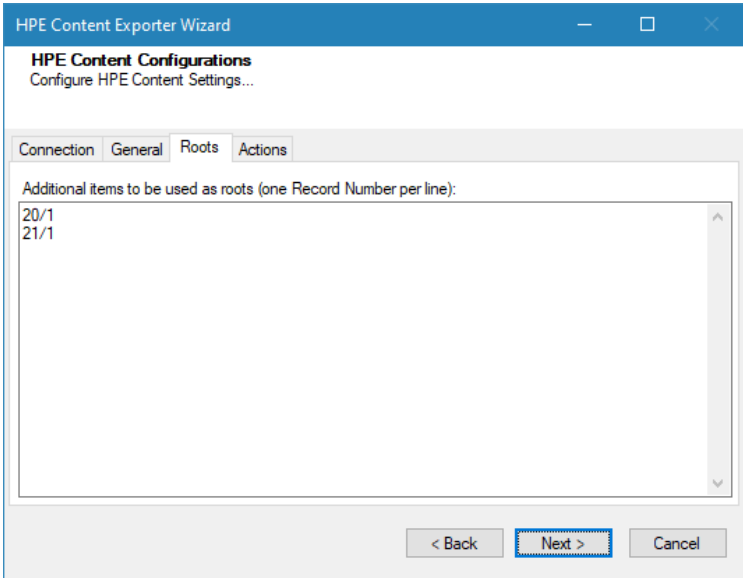 HPE Content Exporter Wizard
HPE Content Configurations
Configure HPE Content Settings...
Connection General Roots Actions
Additional items to be used as roots (one Record Number per line):
20/1
21/1
< Back Next > Cancel